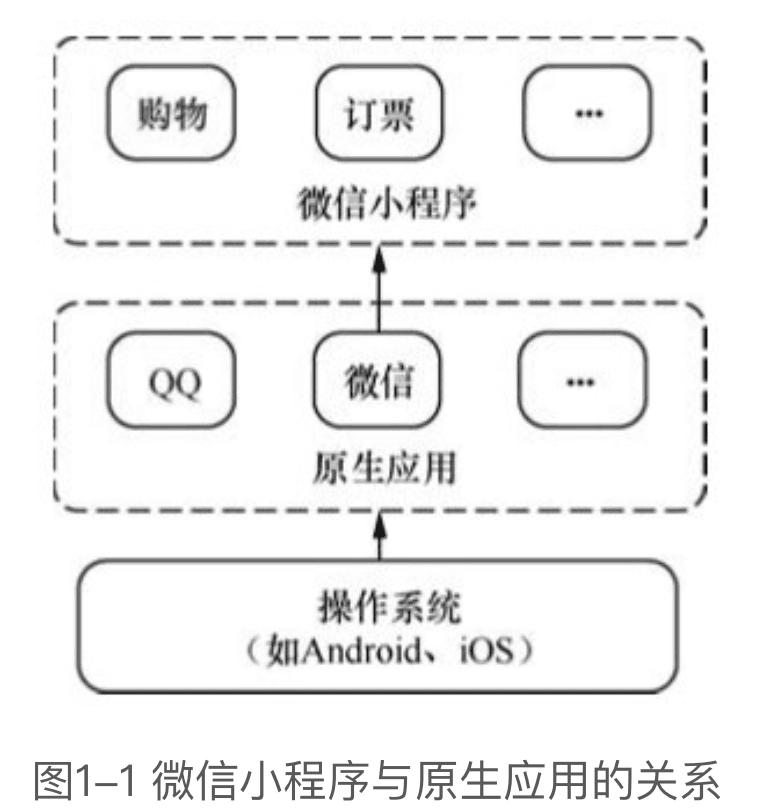 购物 订票 ...
微信小程序
QQ 微信 ...
原生应用
操作系统
（如Android、iOS）
图1–1 微信小程序与原生应用的关系